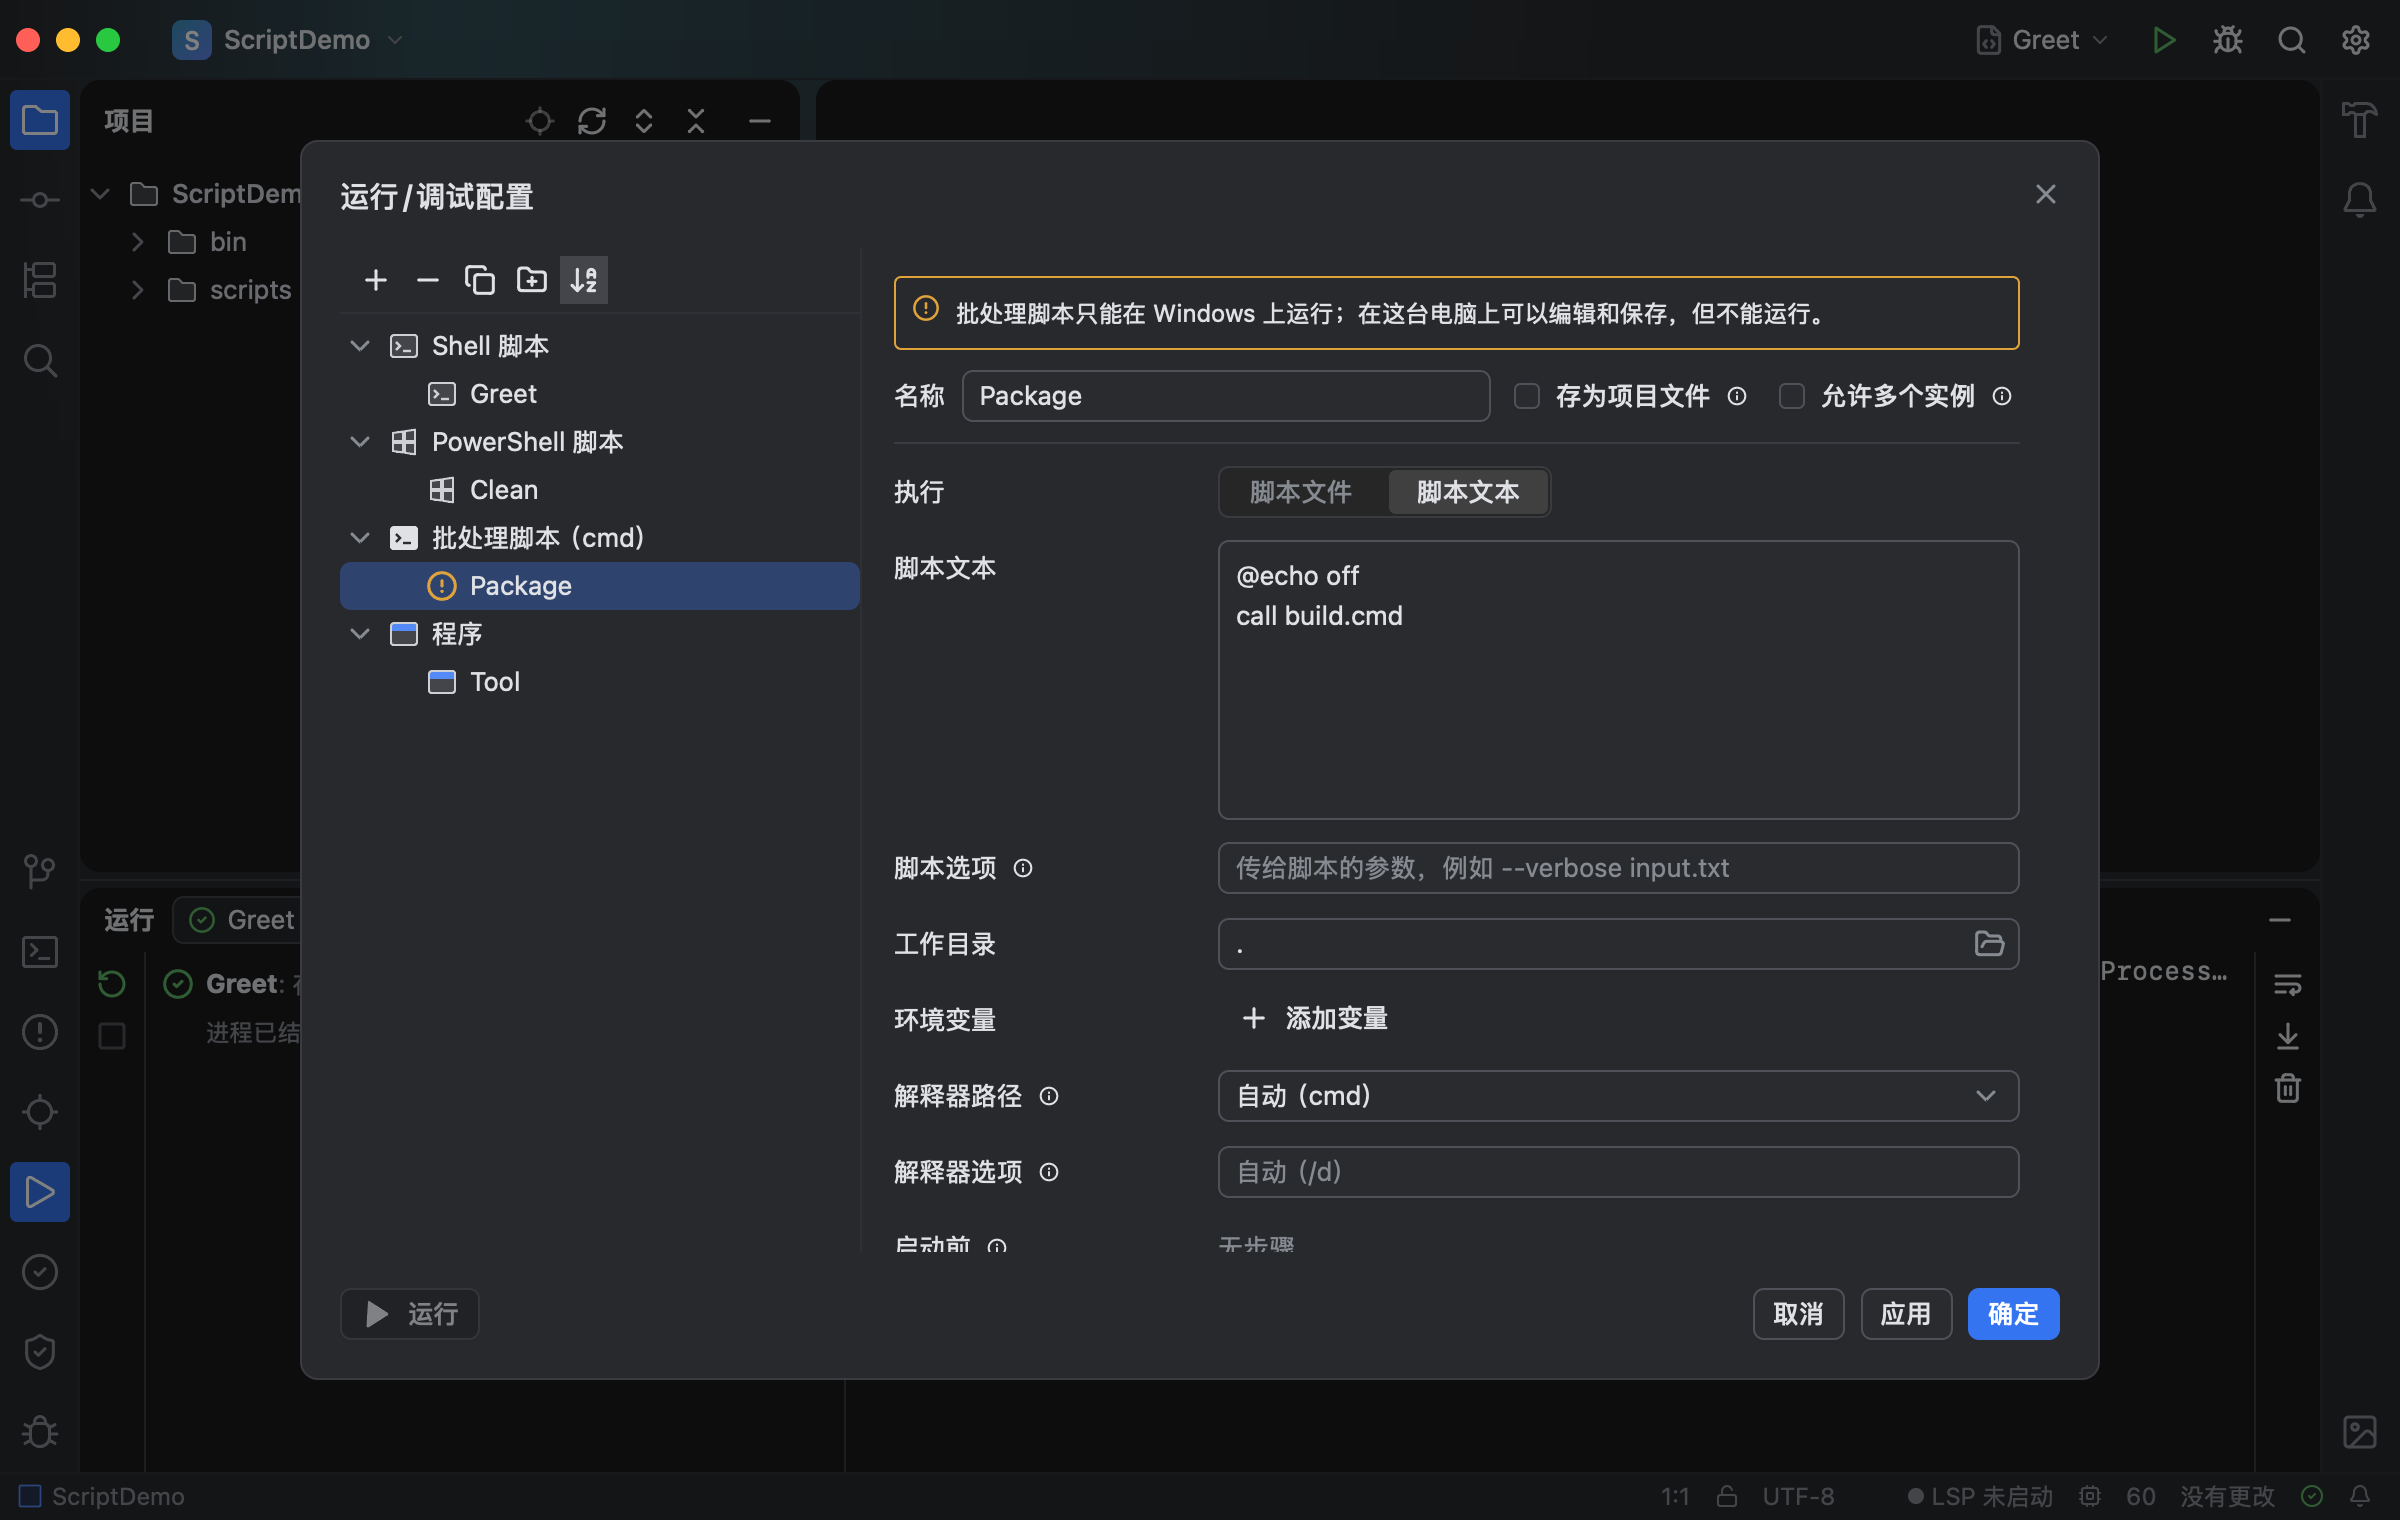 S ScriptDemo
Greet
项目
ScriptDem
bin
scripts
运行/调试配置
Shell 脚本
Greet
PowerShell 脚本
Clean
批处理脚本（cmd）
Package
程序
Tool
批处理脚本只能在 Windows 上运行；在这台电脑上可以编辑和保存，但不能运行。
名称 Package 存为项目文件 允许多个实例
执行 脚本文件 脚本文本
脚本文本
@echo off
call build.cmd
脚本选项 传给脚本的参数，例如 --verbose input.txt
工作目录 .
环境变量 添加变量
解释器路径 自动（cmd）
解释器选项 自动（/d）
启动前 无步骤
运行 取消 应用 确定
运行 Greet
Greet:
进程已结
Process…
ScriptDemo 1:1 UTF-8 LSP 未启动 60 没有更改